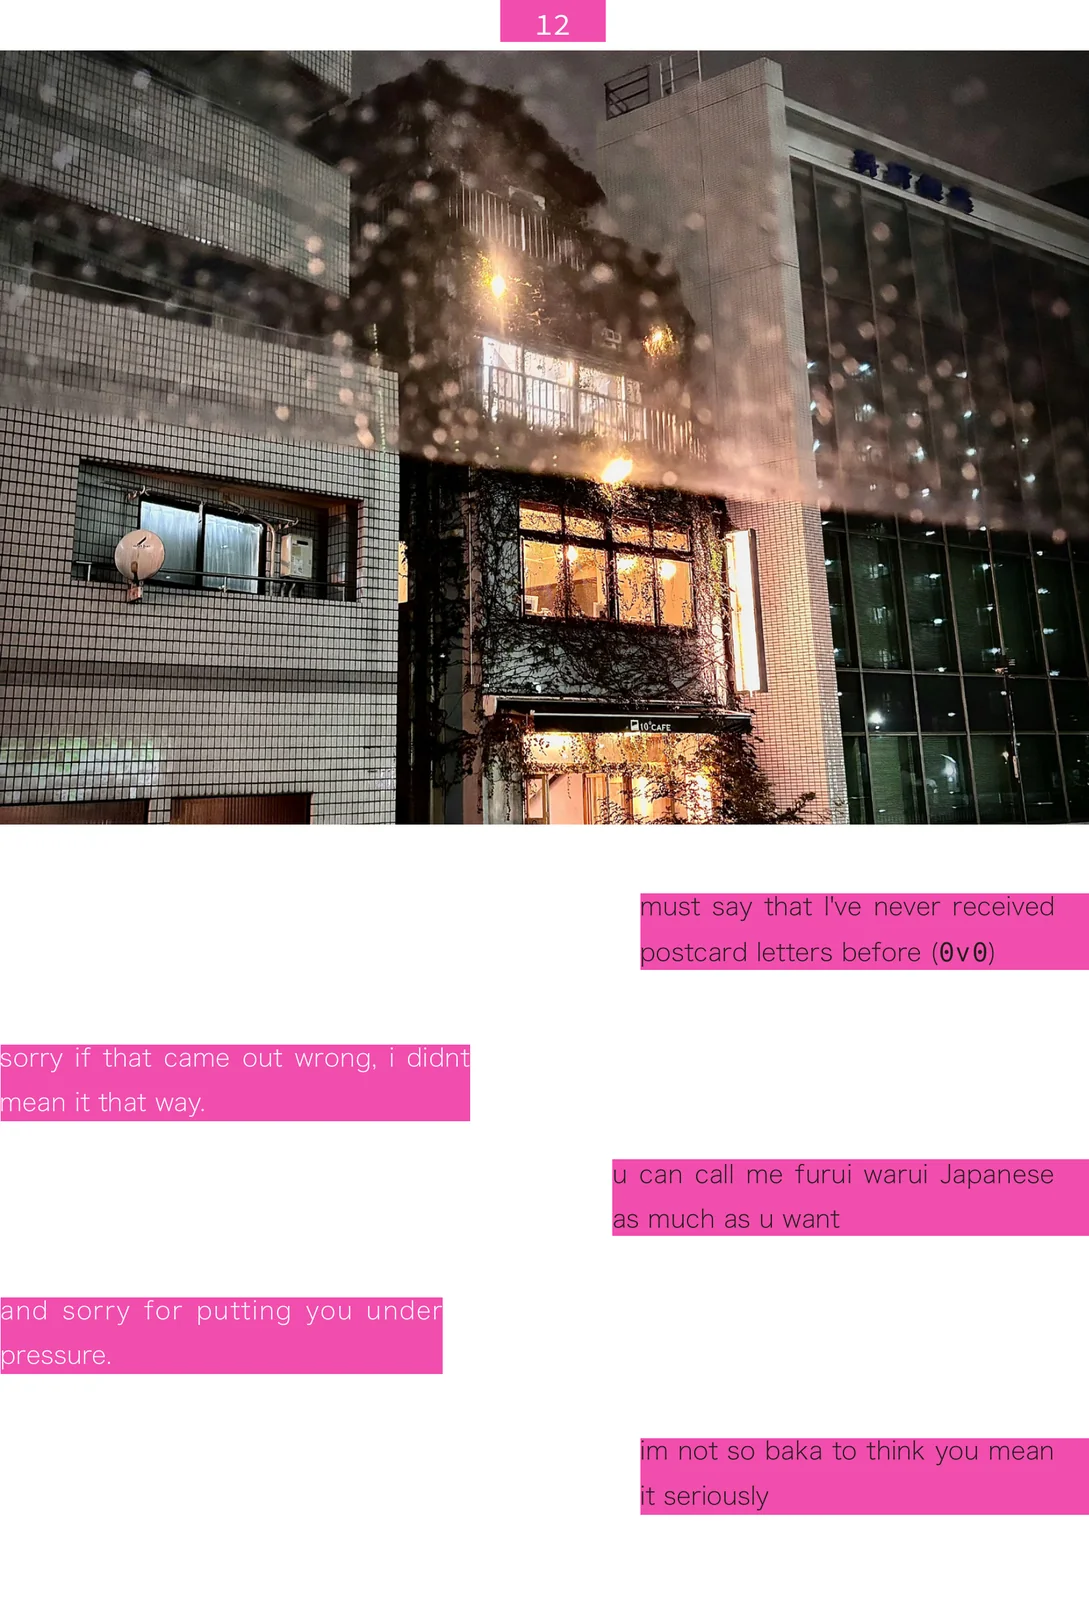 12
10°CAFE
must say that I've never received
postcard letters before (0v0)
sorry if that came out wrong, i didnt
mean it that way.
u can call me furui warui Japanese
as much as u want
and sorry for putting you under
pressure.
im not so baka to think you mean
it seriously